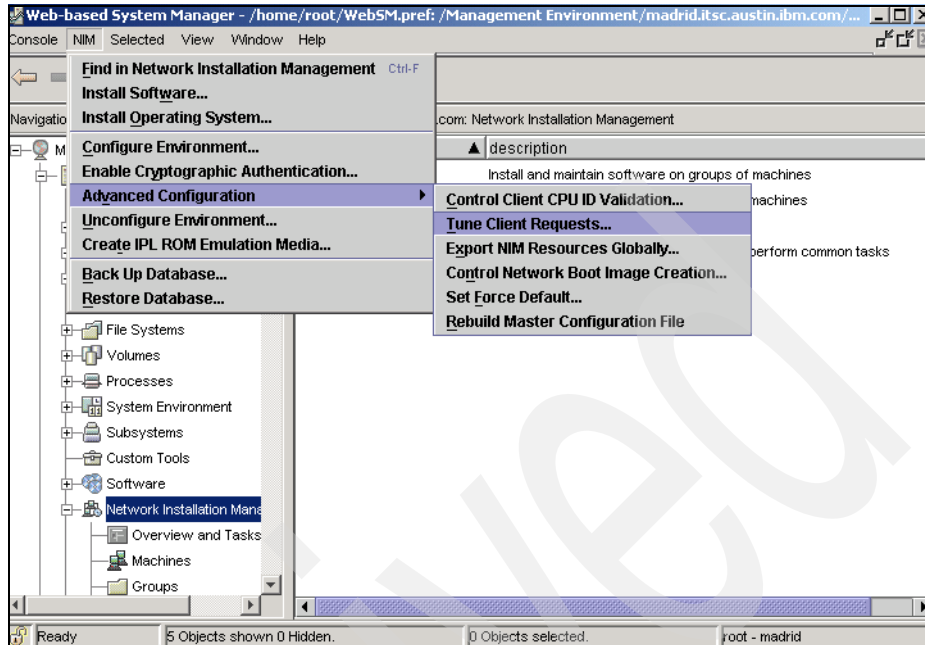 Web-based System Manager - /home/root/WebSM.pref: /Management Environment/madrid.itsc.austin.ibm.com/...
Console NIM Selected View Window Help
Find in Network Installation Management Ctrl-F
Install Software...
Install Operating System...
Configure Environment...
Enable Cryptographic Authentication...
Advanced Configuration
Unconfigure Environment...
Create IPL ROM Emulation Media...
Back Up Database...
Restore Database...
Control Client CPU ID Validation...
Tune Client Requests...
Export NIM Resources Globally...
Control Network Boot Image Creation...
Set Force Default...
Rebuild Master Configuration File
Navigatio
.com: Network Installation Management
M
description
Install and maintain software on groups of machines
machines
perform common tasks
File Systems
Volumes
Processes
System Environment
Subsystems
Custom Tools
Software
Network Installation Mana
Overview and Tasks
Machines
Groups
Ready 5 Objects shown 0 Hidden. 0 Objects selected. root - madrid